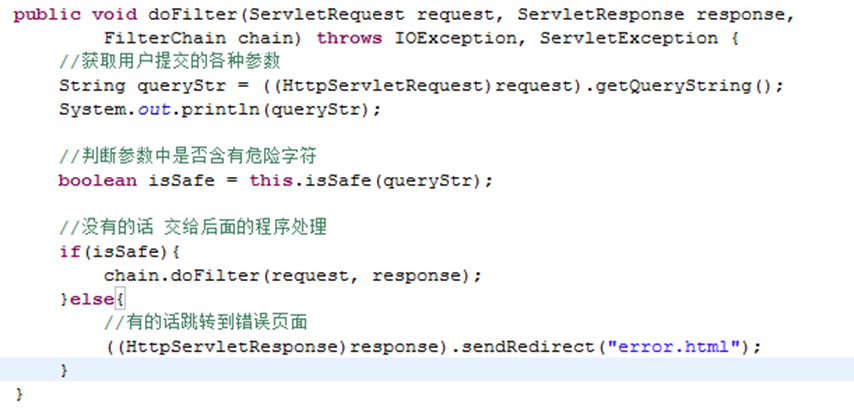 public void doFilter(ServletRequest request, ServletResponse response,
FilterChain chain) throws IOException, ServletException {
//获取用户提交的各种参数
String queryStr = ((HttpServletRequest)request).getQueryString();
System.out.println(queryStr);
//判断参数中是否含有危险字符
boolean isSafe = this.isSafe(queryStr);
//没有的话 交给后面的程序处理
if(isSafe){
chain.doFilter(request, response);
}else{
//有的话跳转到错误页面
((HttpServletResponse)response).sendRedirect("error.html");
}
}